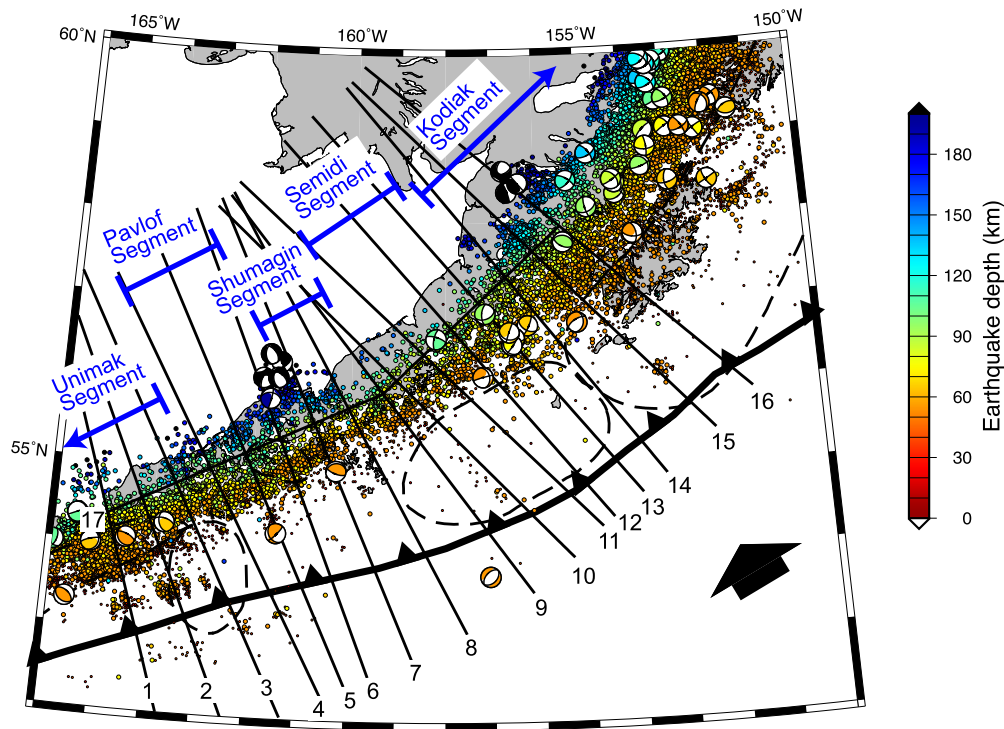 165°W
160°W
155°W
150°W
60°N
55°N
Kodiak
Segment
Semidi
Segment
Pavlof
Segment
Shumagin
Segment
Unimak
Segment
17
1
2
3
4
5
6
7
8
9
10
11
12
13
14
15
16
180
150
120
90
60
30
0
Earthquake depth (km)